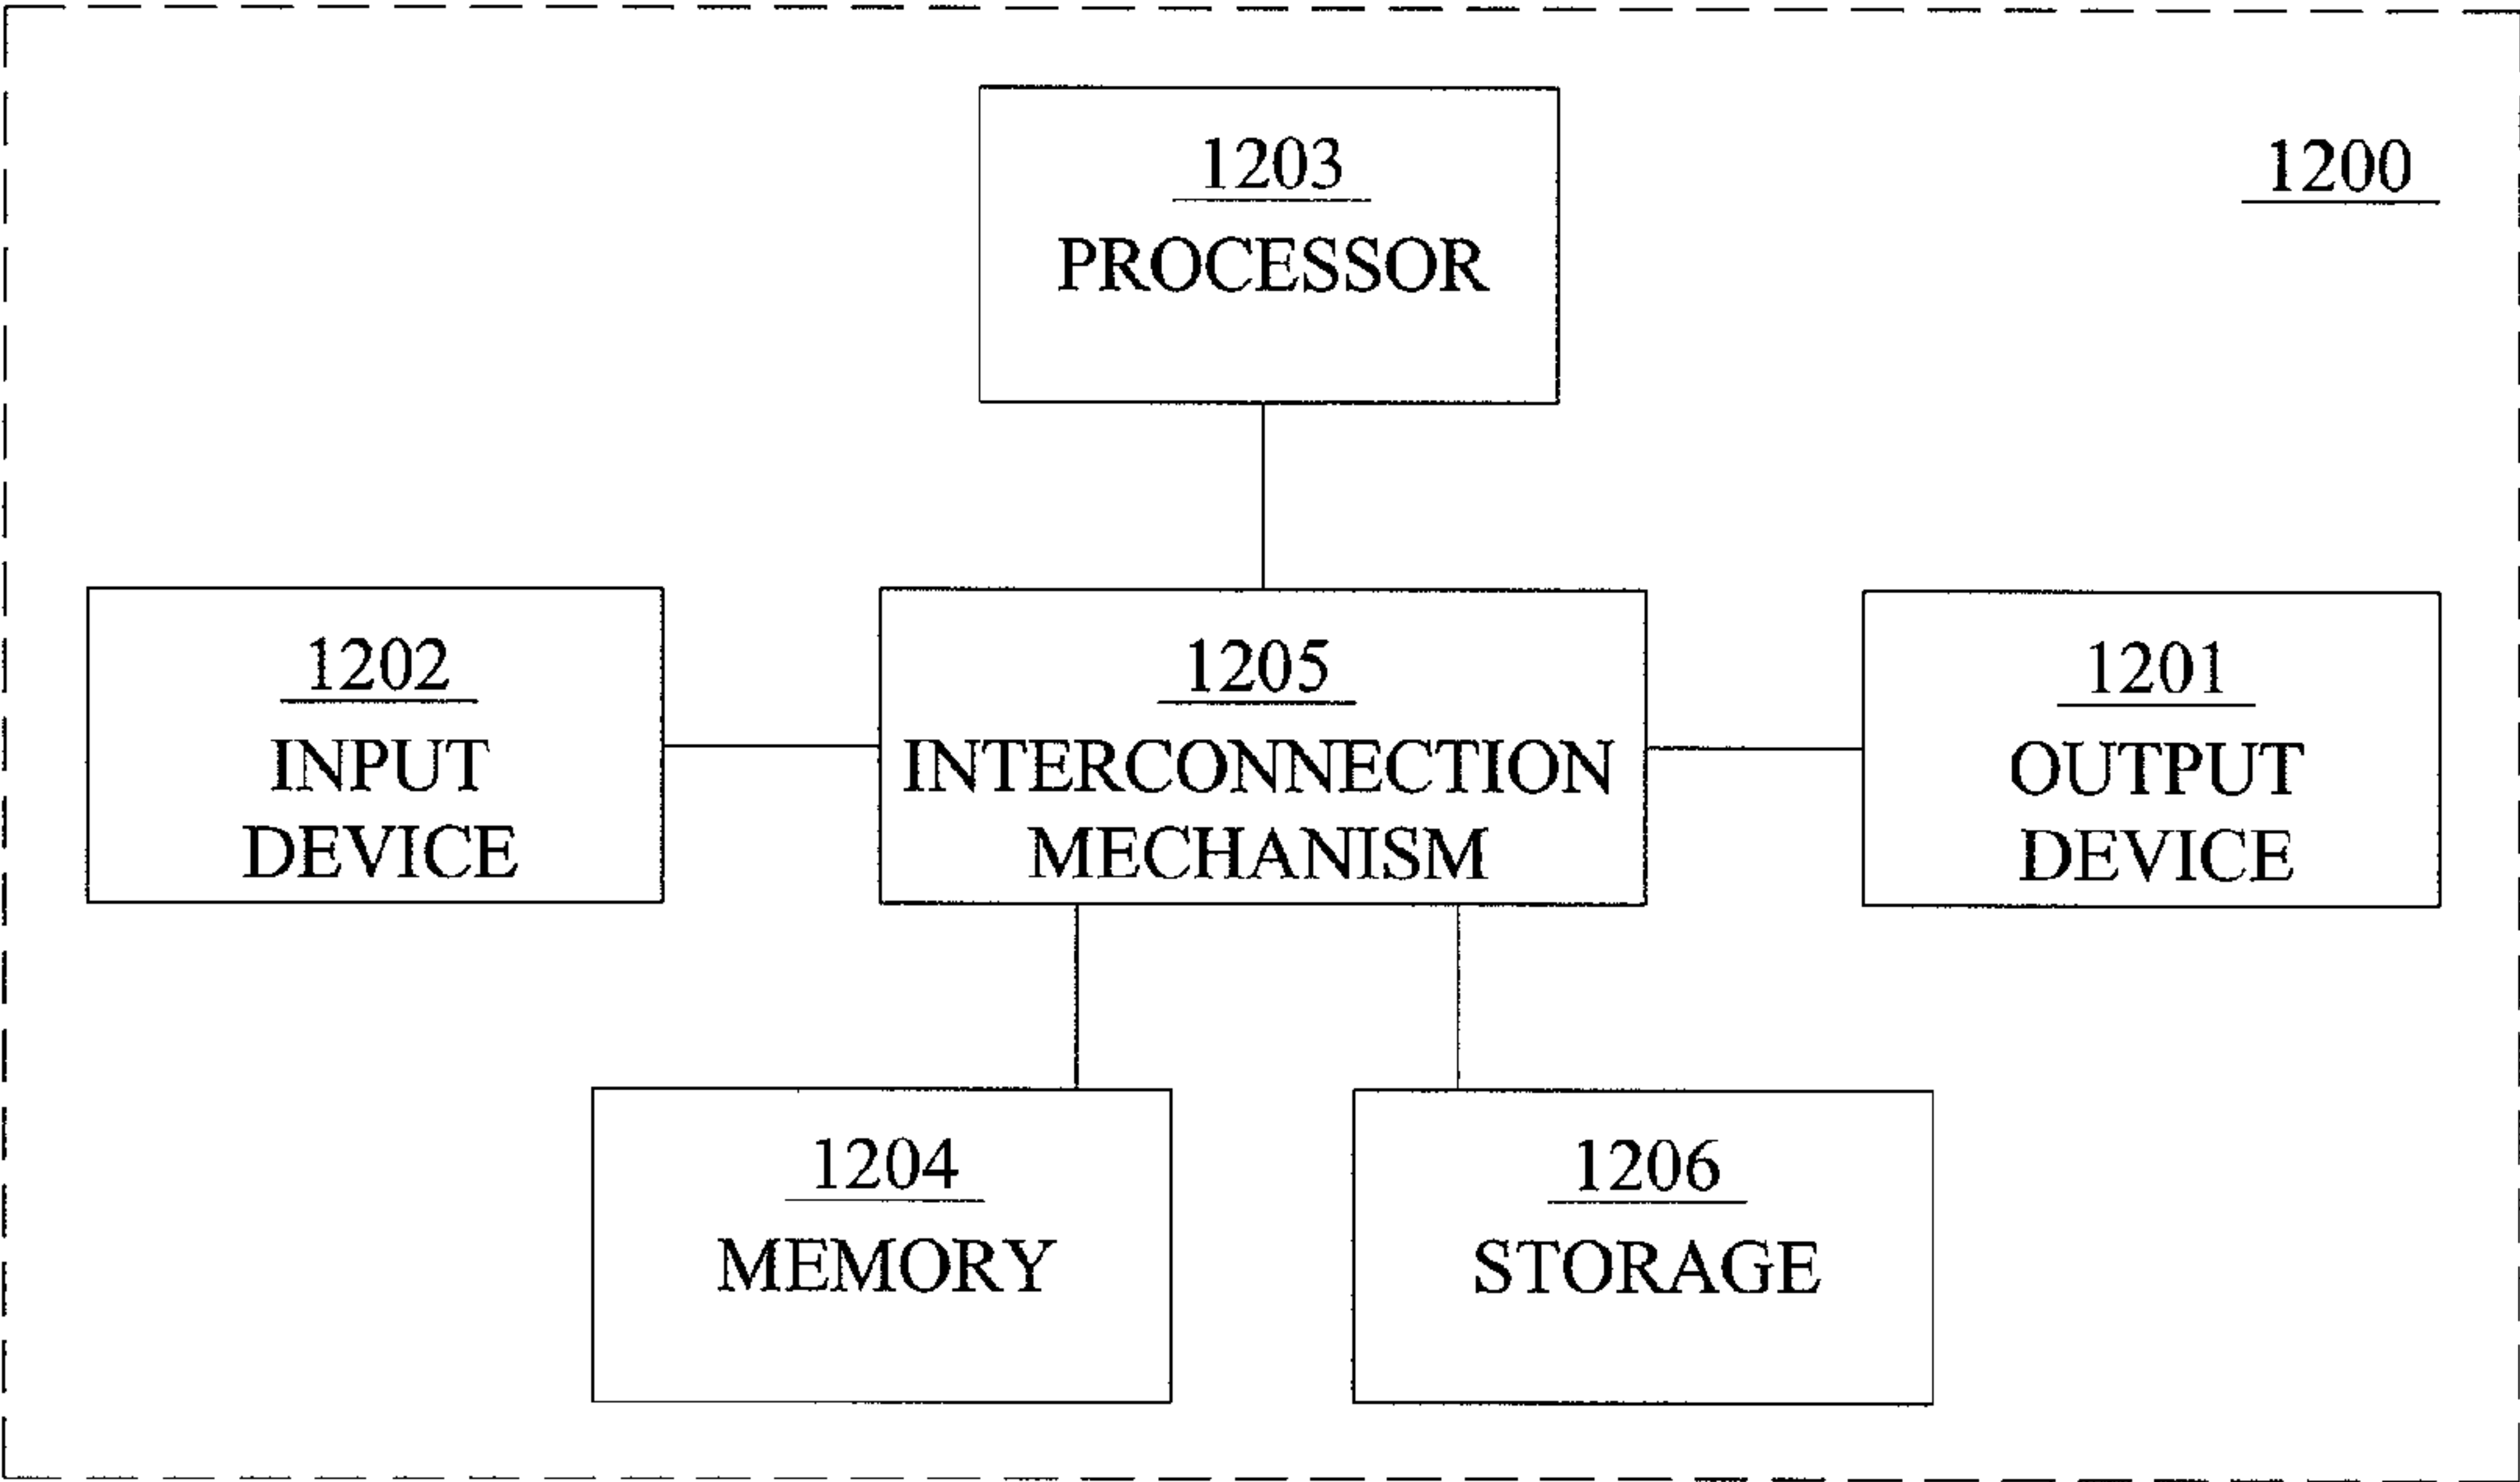 1203
PROCESSOR
1200
1202
INPUT
DEVICE
1205
INTERCONNECTION
MECHANISM
1201
OUTPUT
DEVICE
1204
MEMORY
1206
STORAGE